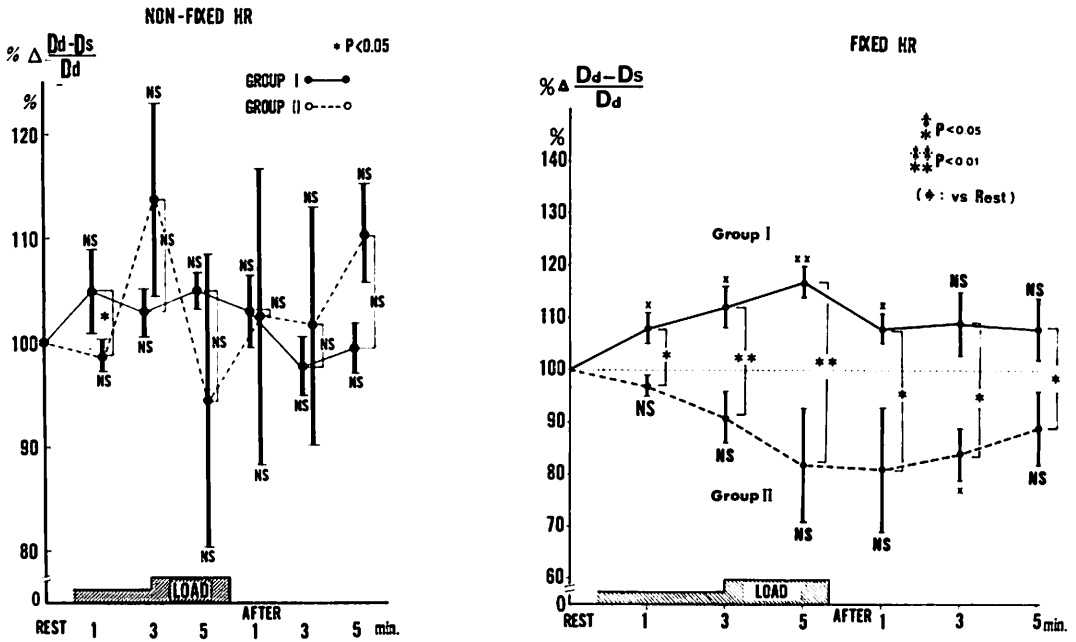 NON-FIXED HR
% Δ Dd-Ds
Dd
* P<0.05
GROUP I
GROUP II
%
120
110
100
90
80
0
NS
NS
NS
NS
NS
NS
NS
NS
NS
NS
*
NS
NS
NS
NS
NS
NS
NS
NS
LOAD
REST
1
3
5
AFTER
1
3
5
min.
FIXED HR
% Δ Dd-Ds
Dd
%
* P<0.05
** P<0.01
( * : vs Rest )
140
130
120
110
100
90
80
70
60
0
Group I
x
x
xx
x
NS
NS
*
**
**
*
*
*
Group II
NS
NS
NS
NS
x
NS
LOAD
REST
1
3
5
AFTER
1
3
5 min.